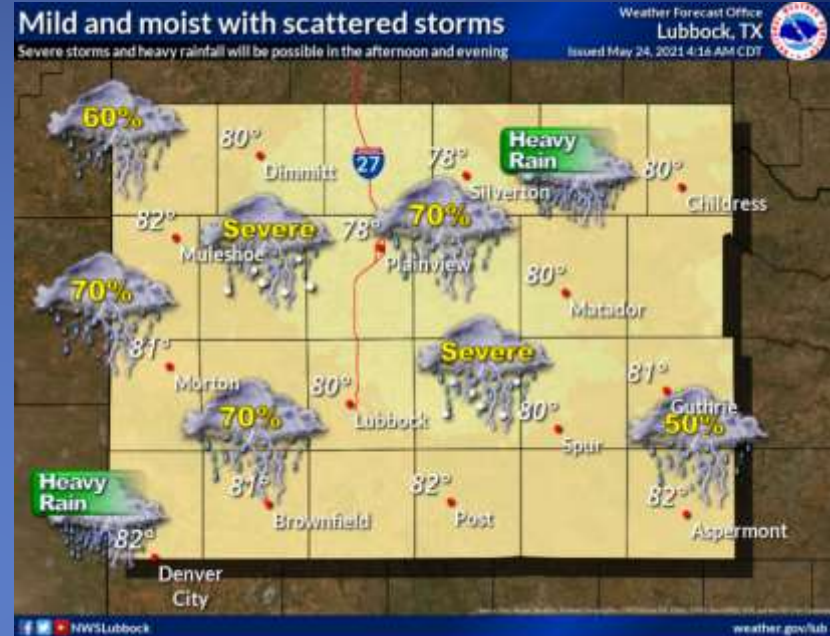 Mild and moist with scattered storms
Severe storms and heavy rainfall will be possible in the afternoon and evening
Weather Forecast Office
Lubbock, TX
Issued May 24, 2021 4:16 AM CDT
60%
80°
Dimmitt
27
78°
Silverton
Heavy
Rain
80°
Childress
82°
Muleshoe
Severe
78°
Plainview
70%
80°
Matador
70%
81°
Morton
70%
80°
Lubbock
Severe
80°
Spur
81°
Guthrie
50%
Heavy
Rain
82°
Denver
City
81°
Brownfield
82°
Post
82°
Aspermont
NWSLubbock
weather.gov/lub